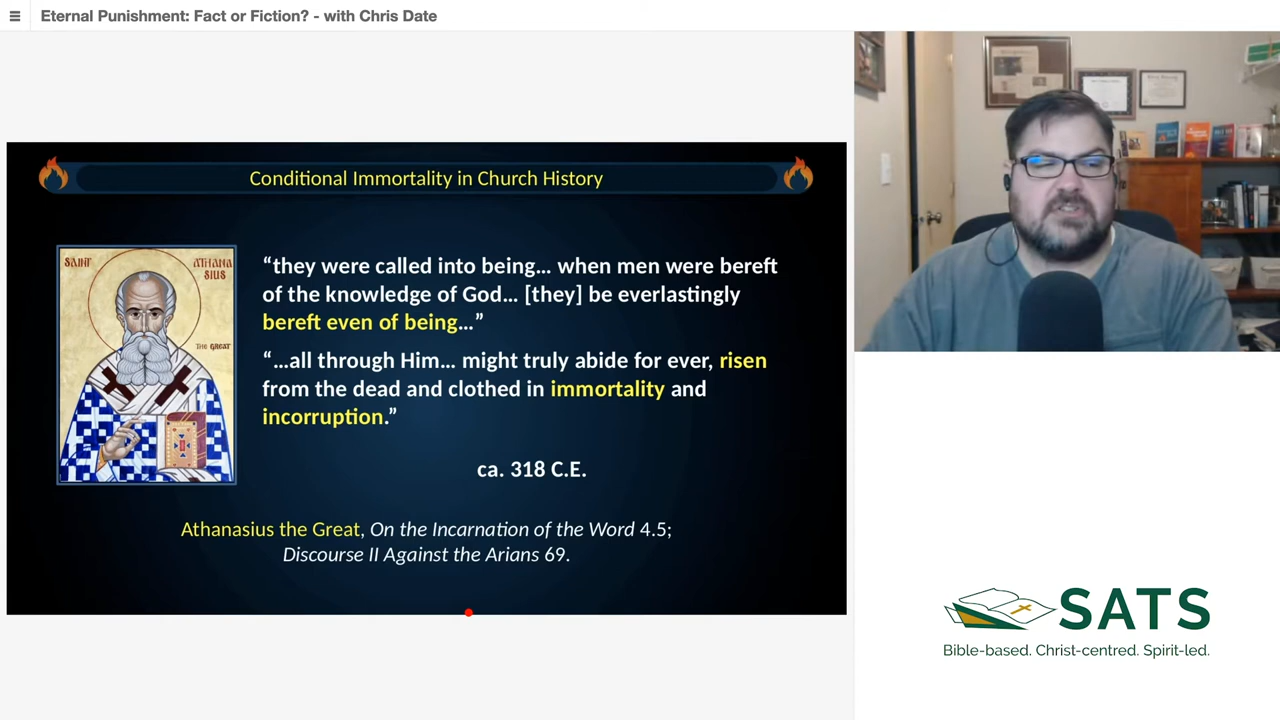 Eternal Punishment: Fact or Fiction? - with Chris Date
Conditional Immortality in Church History
SAINT
ATHANA
SIUS
THE GREAT
“they were called into being... when men were bereft
of the knowledge of God... [they] be everlastingly
bereft even of being...”
“...all through Him... might truly abide for ever, risen
from the dead and clothed in immortality and
incorruption.”
ca. 318 C.E.
Athanasius the Great, On the Incarnation of the Word 4.5;
Discourse II Against the Arians 69.
SATS
Bible-based. Christ-centred. Spirit-led.